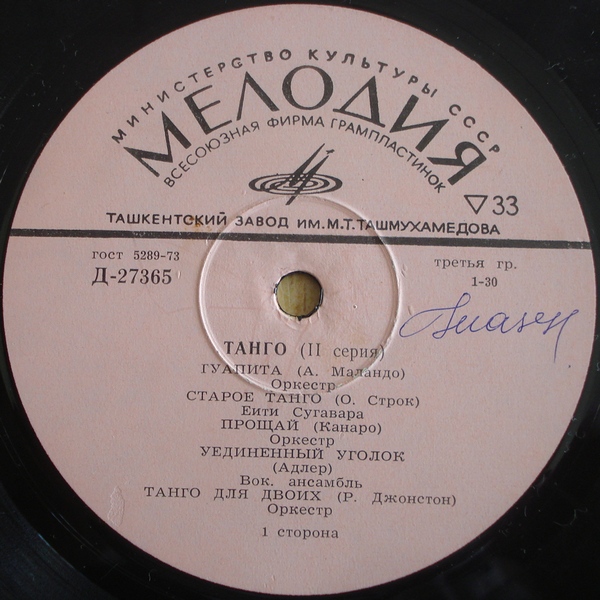 МИНИСТЕРСТВО КУЛЬТУРЫ СССР
МЕЛОДИЯ
ВСЕСОЮЗНАЯ ФИРМА ГРАМПЛАСТИНОК
▽33
ТАШКЕНТСКИЙ ЗАВОД ИМ.М.Т.ТАШМУХАМЕДОВА
гост 5289-73
Д-27365
третья гр.
1-30
ТАНГО (II серия)
ГУАПИТА (А. Маландо)
Оркестр
СТАРОЕ ТАНГО (О. Строк)
Еити Сугавара
ПРОЩАЙ (Канаро)
Оркестр
УЕДИНЕННЫЙ УГОЛОК
(Адлер)
Вок. ансамбль
ТАНГО ДЛЯ ДВОИХ (Р. Джонстон)
Оркестр
1 сторона